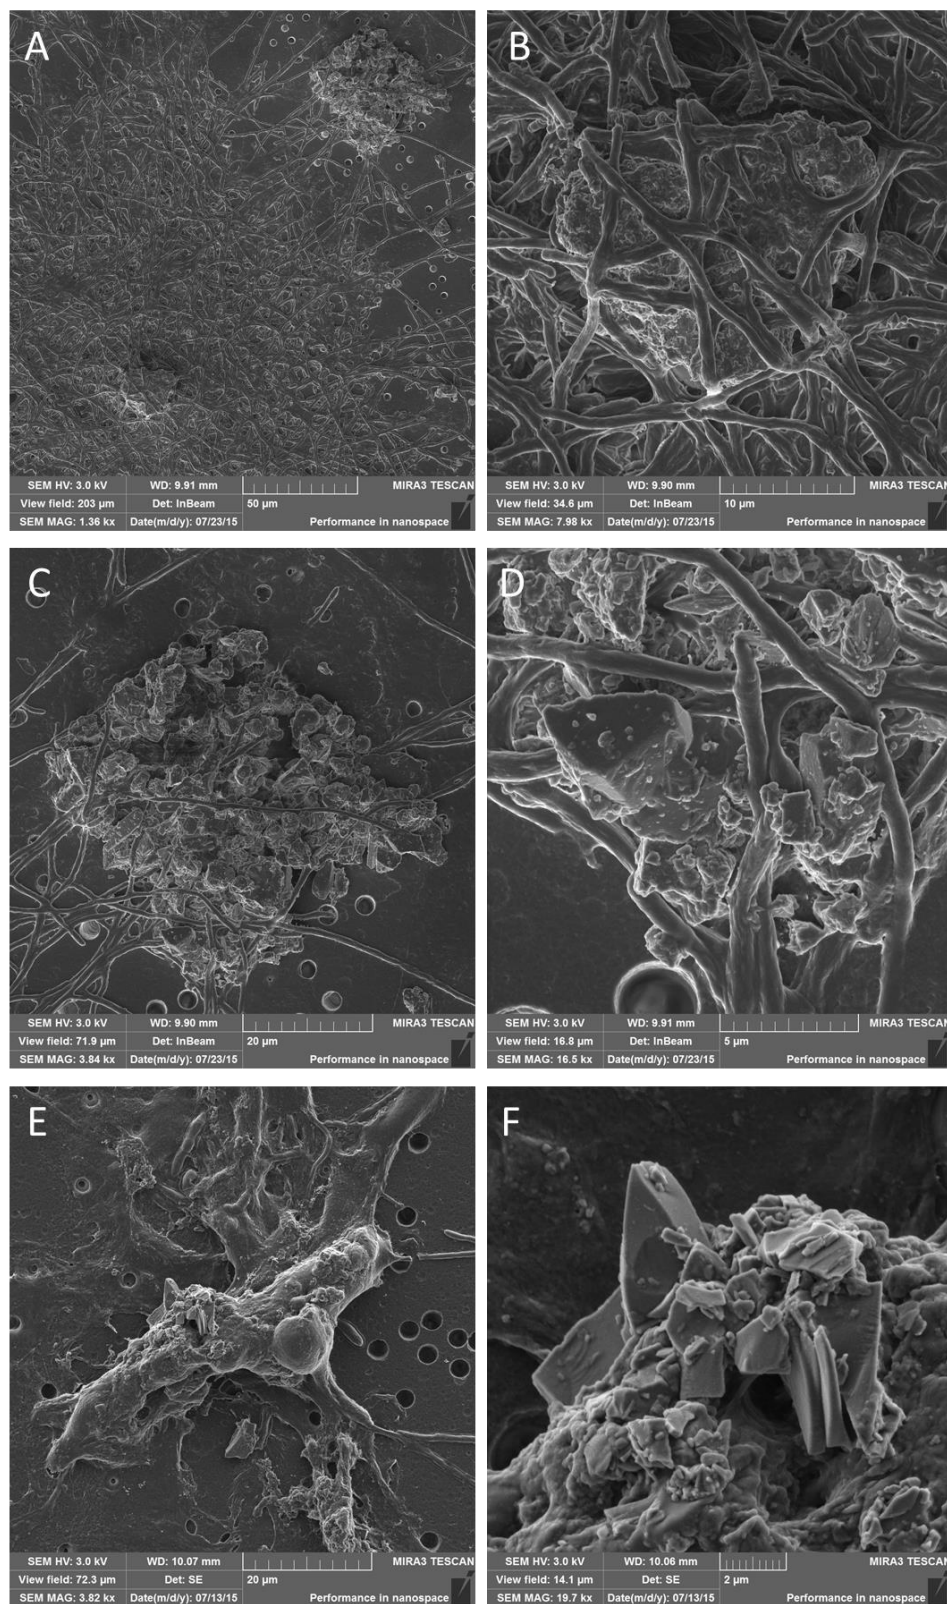 A
SEM HV: 3.0 kV WD: 9.91 mm MIRA3 TESCAN
View field: 203 µm Det: InBeam 50 µm
SEM MAG: 1.36 kx Date(m/d/y): 07/23/15 Performance in nanospace
B
SEM HV: 3.0 kV WD: 9.90 mm MIRA3 TESCAN
View field: 34.6 µm Det: InBeam 10 µm
SEM MAG: 7.98 kx Date(m/d/y): 07/23/15 Performance in nanospace
C
SEM HV: 3.0 kV WD: 9.90 mm MIRA3 TESCAN
View field: 71.9 µm Det: InBeam 20 µm
SEM MAG: 3.84 kx Date(m/d/y): 07/23/15 Performance in nanospace
D
SEM HV: 3.0 kV WD: 9.91 mm MIRA3 TESCAN
View field: 16.8 µm Det: InBeam 5 µm
SEM MAG: 16.5 kx Date(m/d/y): 07/23/15 Performance in nanospace
E
SEM HV: 3.0 kV WD: 10.07 mm MIRA3 TESCAN
View field: 72.3 µm Det: SE 20 µm
SEM MAG: 3.82 kx Date(m/d/y): 07/13/15 Performance in nanospace
F
SEM HV: 3.0 kV WD: 10.06 mm MIRA3 TESCAN
View field: 14.1 µm Det: SE 2 µm
SEM MAG: 19.7 kx Date(m/d/y): 07/13/15 Performance in nanospace